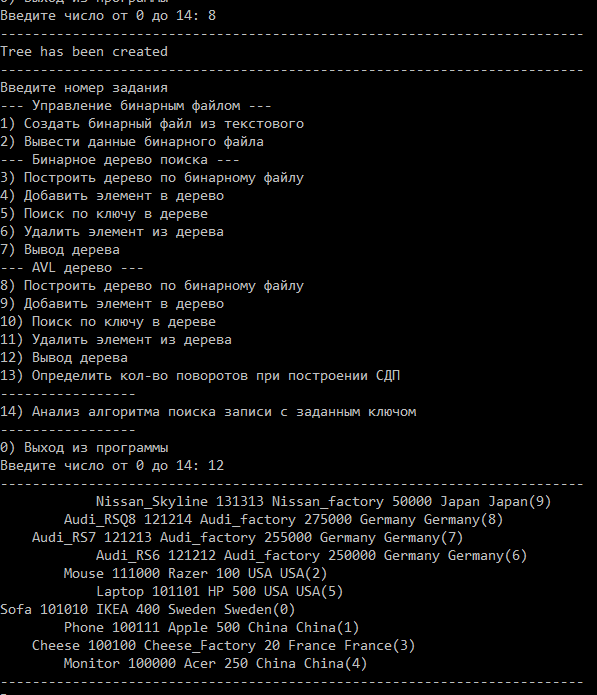 0) Выход из программы
Введите число от 0 до 14: 8
-------------------------------------------------------------------------
Tree has been created
-------------------------------------------------------------------------
Введите номер задания
--- Управление бинарным файлом ---
1) Создать бинарный файл из текстового
2) Вывести данные бинарного файла
--- Бинарное дерево поиска ---
3) Построить дерево по бинарному файлу
4) Добавить элемент в дерево
5) Поиск по ключу в дереве
6) Удалить элемент из дерева
7) Вывод дерева
--- AVL дерево ---
8) Построить дерево по бинарному файлу
9) Добавить элемент в дерево
10) Поиск по ключу в дереве
11) Удалить элемент из дерева
12) Вывод дерева
13) Определить кол-во поворотов при построении СДП
-----------------
14) Анализ алгоритма поиска записи с заданным ключом
-----------------
0) Выход из программы
Введите число от 0 до 14: 12
-------------------------------------------------------------------------
            Nissan_Skyline 131313 Nissan_factory 50000 Japan Japan(9)
        Audi_RSQ8 121214 Audi_factory 275000 Germany Germany(8)
    Audi_RS7 121213 Audi_factory 255000 Germany Germany(7)
            Audi_RS6 121212 Audi_factory 250000 Germany Germany(6)
        Mouse 111000 Razer 100 USA USA(2)
            Laptop 101101 HP 500 USA USA(5)
Sofa 101010 IKEA 400 Sweden Sweden(0)
        Phone 100111 Apple 500 China China(1)
    Cheese 100100 Cheese_Factory 20 France France(3)
        Monitor 100000 Acer 250 China China(4)
-------------------------------------------------------------------------